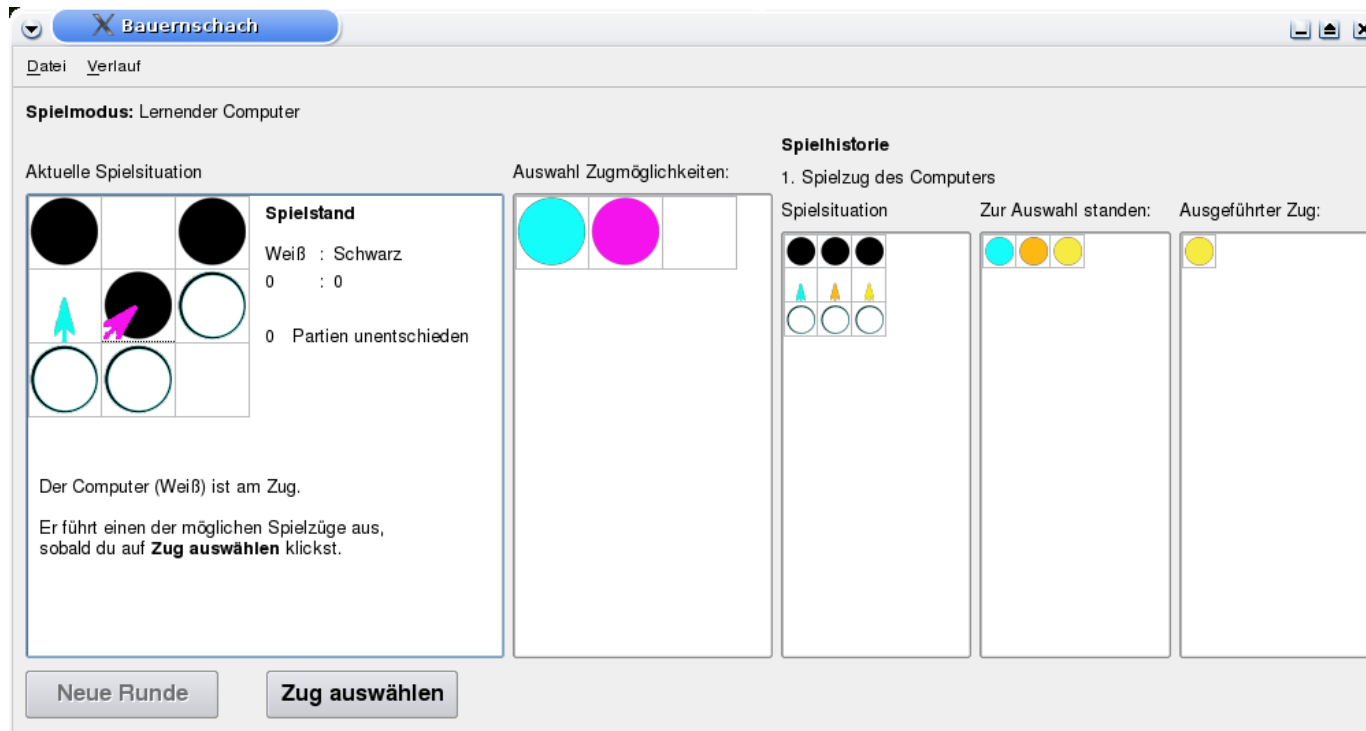 Bauernschach
Datei Verlauf
Spielmodus: Lernender Computer
Aktuelle Spielsituation
Spielstand
Weiß : Schwarz
0 : 0
0 Partien unentschieden
Der Computer (Weiß) ist am Zug.
Er führt einen der möglichen Spielzüge aus,
sobald du auf Zug auswählen klickst.
Auswahl Zugmöglichkeiten:
Spielhistorie
1. Spielzug des Computers
Spielsituation
Zur Auswahl standen:
Ausgeführter Zug:
Neue Runde
Zug auswählen